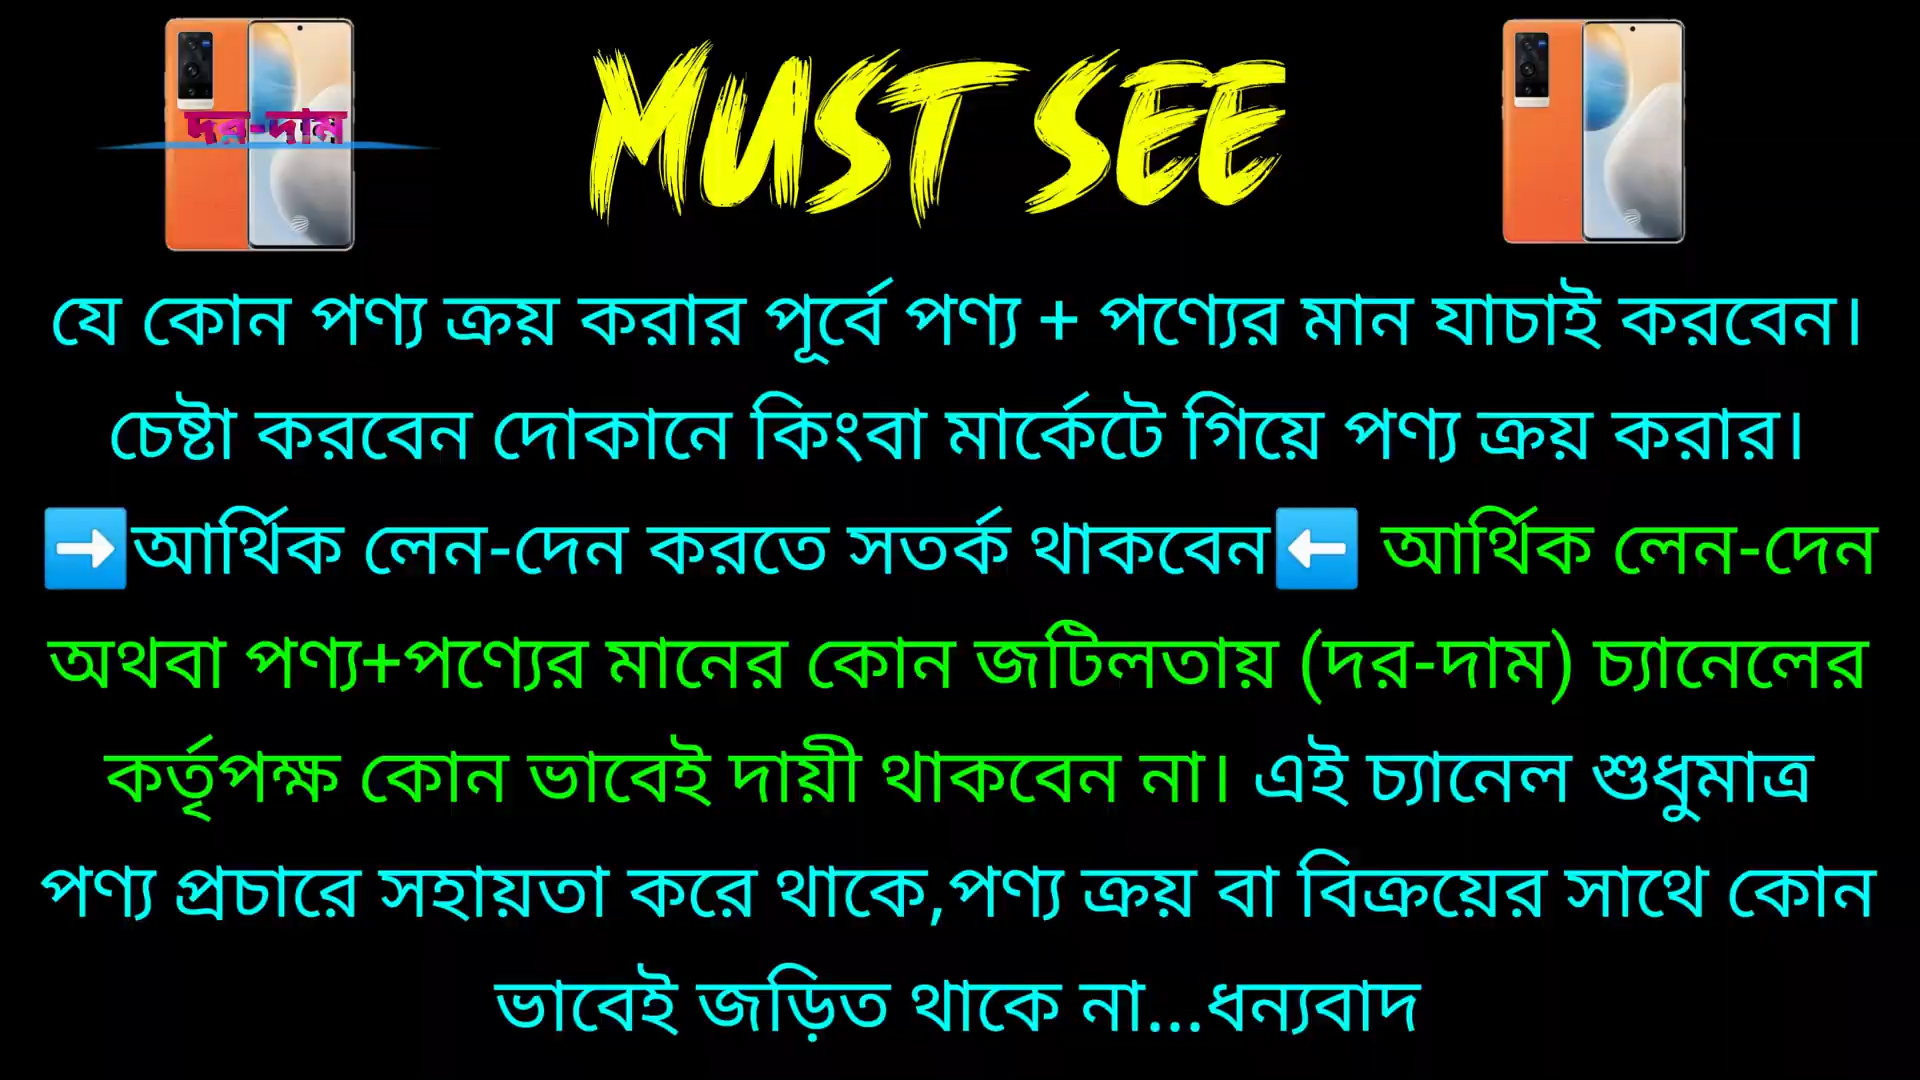 দর-দাম
MUST SEE
যে কোন পণ্য ক্রয় করার পূর্বে পণ্য + পণ্যের মান যাচাই করবেন।
চেষ্টা করবেন দোকানে কিংবা মার্কেটে গিয়ে পণ্য ক্রয় করার।
➡আর্থিক লেন-দেন করতে সতর্ক থাকবেন⬅ আর্থিক লেন-দেন
অথবা পণ্য+পণ্যের মানের কোন জটিলতায় (দর-দাম) চ্যানেলের
কর্তৃপক্ষ কোন ভাবেই দায়ী থাকবেন না। এই চ্যানেল শুধুমাত্র
পণ্য প্রচারে সহায়তা করে থাকে,পণ্য ক্রয় বা বিক্রয়ের সাথে কোন
ভাবেই জড়িত থাকে না...ধন্যবাদ